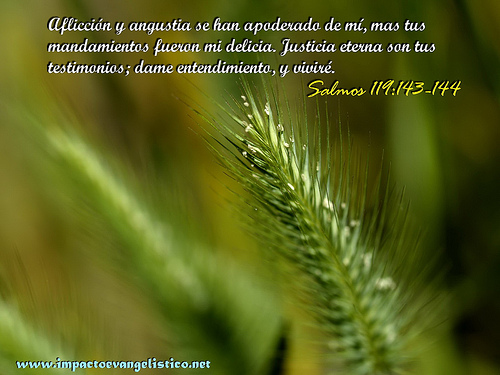 Aflicción y angustia se han apoderado de mí, mas tus
mandamientos fueron mi delicia. Justicia eterna son tus
testimonios; dame entendimiento, y viviré.
Salmos 119:143-144
www.impactoevangelistico.net